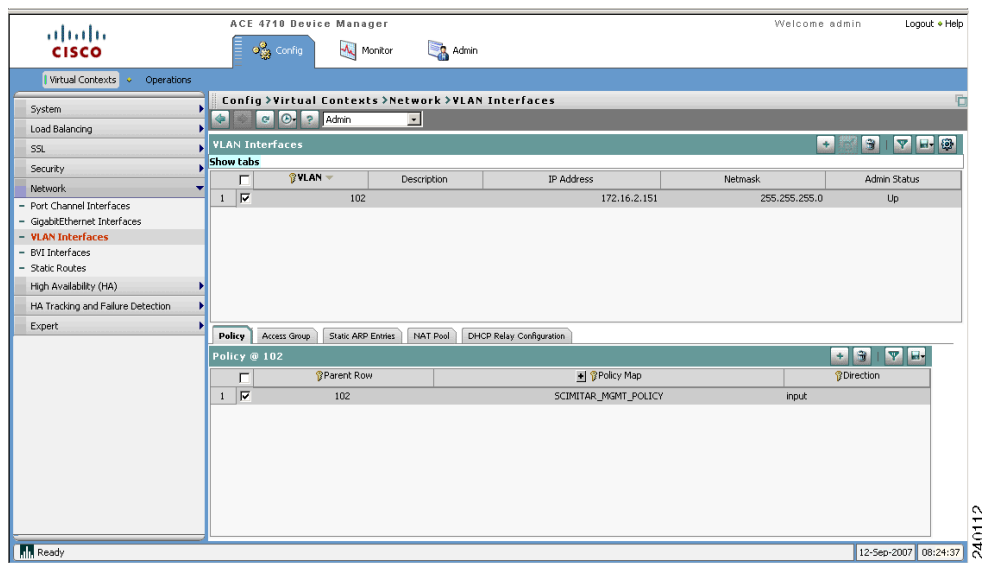 ACE 4710 Device Manager
Welcome admin
Logout
Help
CISCO
Config
Monitor
Admin
Virtual Contexts
Operations
System
Load Balancing
SSL
Security
Network
Port Channel Interfaces
GigabitEthernet Interfaces
VLAN Interfaces
BVI Interfaces
Static Routes
High Availability (HA)
HA Tracking and Failure Detection
Expert
Config >Virtual Contexts >Network >VLAN Interfaces
Admin
VLAN Interfaces
Show tabs
VLAN Description IP Address Netmask Admin Status
1 102 172.16.2.151 255.255.255.0 Up
Policy Access Group Static ARP Entries NAT Pool DHCP Relay Configuration
Policy @ 102
Parent Row Policy Map Direction
1 102 SCIMITAR_MGMT_POLICY input
Ready
12-Sep-2007 08:24:37
240112